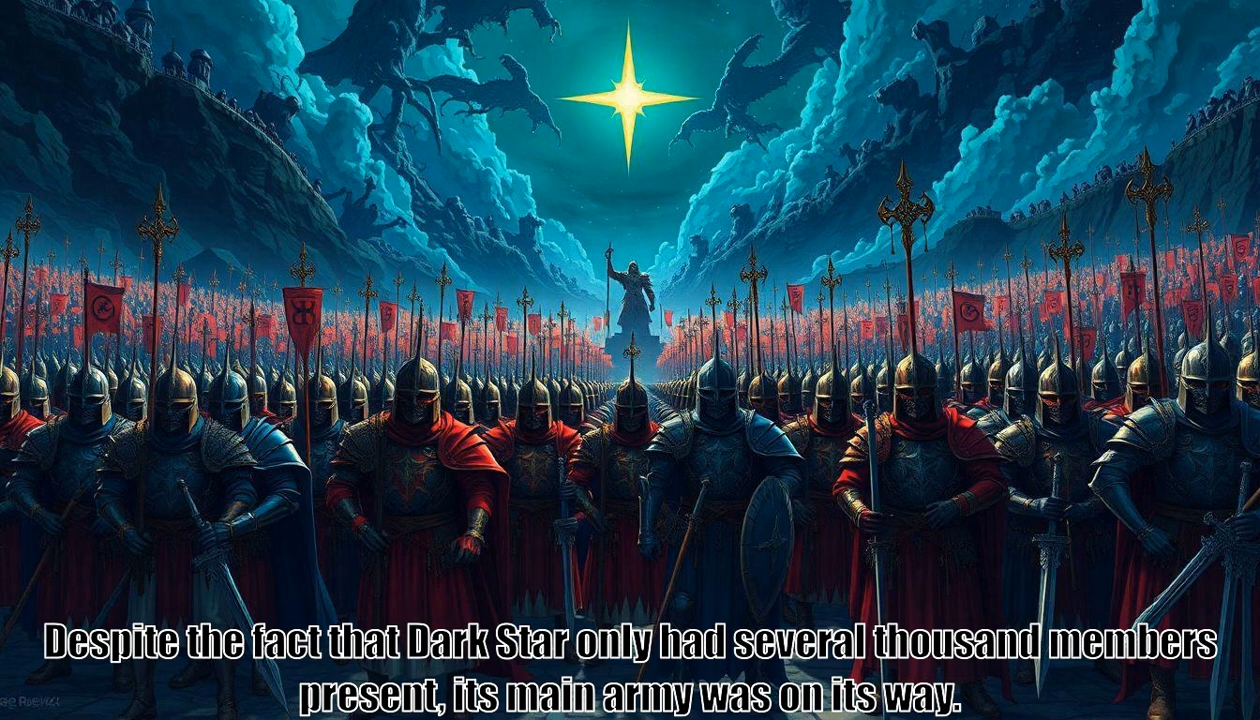 Despite the fact that Dark Star only had several thousand members
present, its main army was on its way.